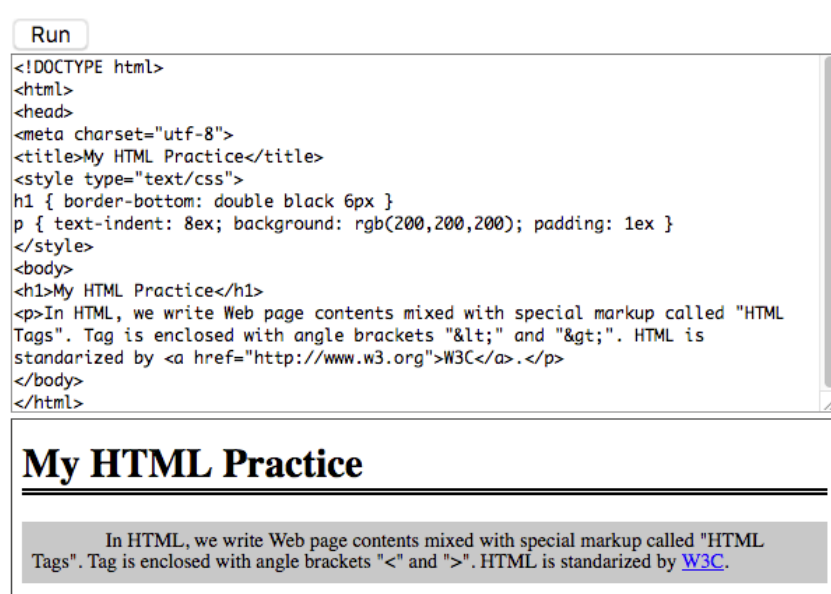 Run
<!DOCTYPE html>
<html>
<head>
<meta charset="utf-8">
<title>My HTML Practice</title>
<style type="text/css">
h1 { border-bottom: double black 6px }
p { text-indent: 8ex; background: rgb(200,200,200); padding: 1ex }
</style>
<body>
<h1>My HTML Practice</h1>
<p>In HTML, we write Web page contents mixed with special markup called "HTML
Tags". Tag is enclosed with angle brackets "&lt;" and "&gt;". HTML is
standarized by <a href="http://www.w3.org">W3C</a>.</p>
</body>
</html>
My HTML Practice
In HTML, we write Web page contents mixed with special markup called "HTML
Tags". Tag is enclosed with angle brackets "<" and ">". HTML is standarized by W3C.